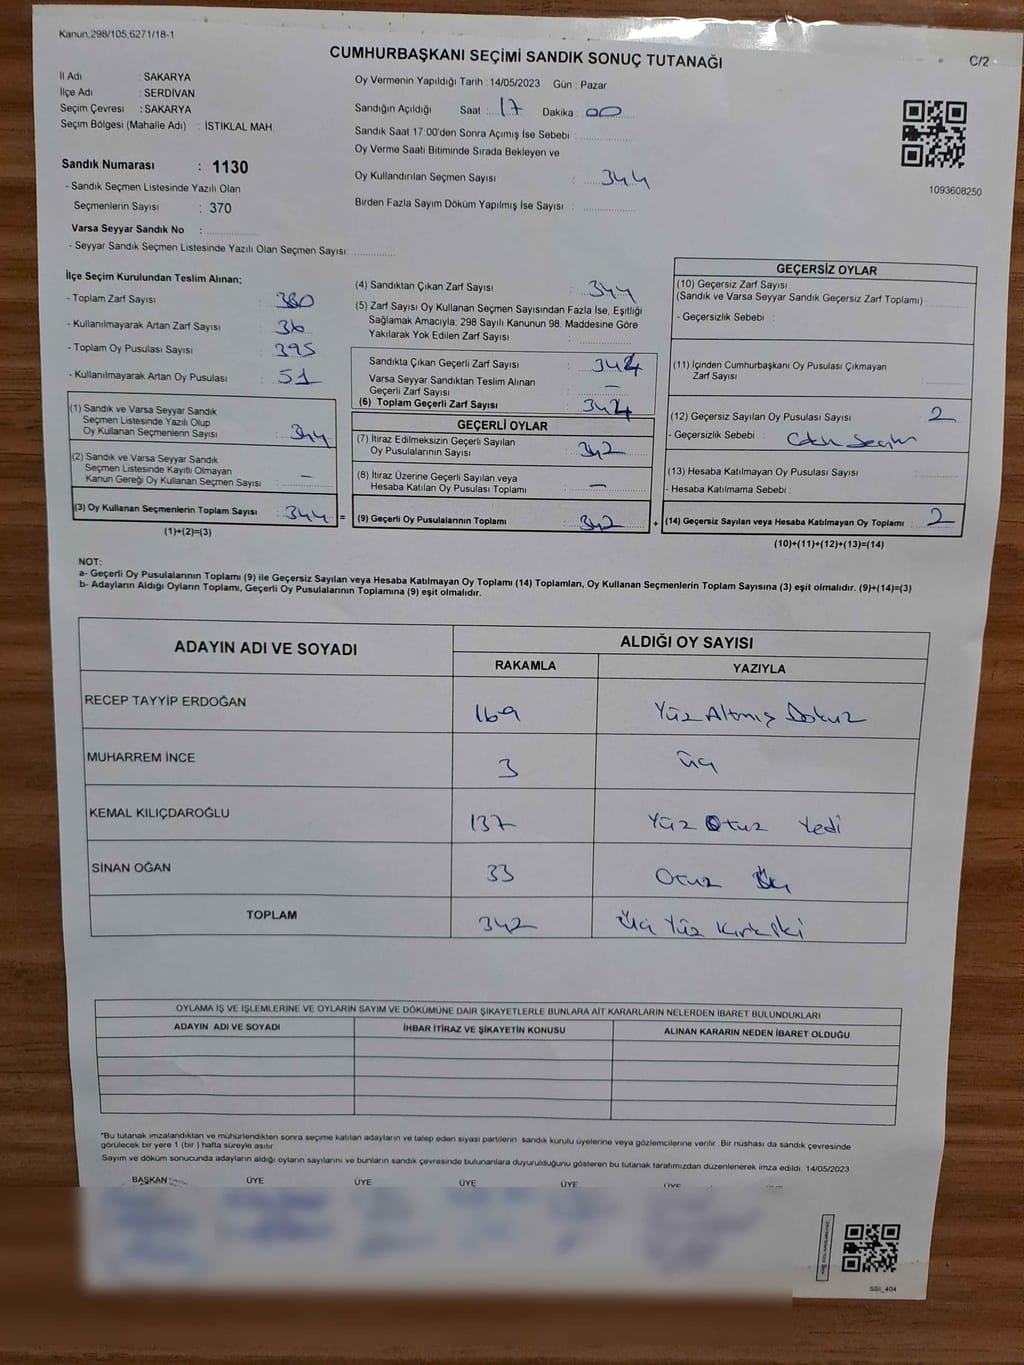 Kanun,298/105,6271/18-1
CUMHURBAŞKANI SEÇİMİ SANDIK SONUÇ TUTANAĞI
C/2
İl Adı : SAKARYA
İlçe Adı : SERDİVAN
Seçim Çevresi : SAKARYA
Seçim Bölgesi (Mahalle Adı) : İSTİKLAL MAH.
Oy Vermenin Yapıldığı Tarih : 14/05/2023 Gün : Pazar
Sandığın Açıldığı Saat : 17 Dakika : 00
Sandık Saat 17:00'den Sonra Açımış İse Sebebi :
Oy Verme Saati Bitiminde Sırada Bekleyen ve
Oy Kullandırılan Seçmen Sayısı : 344
Birden Fazla Sayım Döküm Yapılmış İse Sayısı :
1093608250
Sandık Numarası : 1130
- Sandık Seçmen Listesinde Yazılı Olan
Seçmenlerin Sayısı : 370
Varsa Seyyar Sandık No :
- Seyyar Sandık Seçmen Listesinde Yazılı Olan Seçmen Sayısı:
İlçe Seçim Kurulundan Teslim Alınan;
- Toplam Zarf Sayısı : 380
- Kullanılmayarak Artan Zarf Sayısı : 36
- Toplam Oy Pusulası Sayısı : 395
- Kullanılmayarak Artan Oy Pusulası : 51
(1) Sandık ve Varsa Seyyar Sandık
Seçmen Listesinde Yazılı Olup
Oy Kullanan Seçmenlerin Sayısı : 344
(2) Sandık ve Varsa Seyyar Sandık
Seçmen Listesinde Kayıtlı Olmayan
Kanun Gereği Oy Kullanan Seçmen Sayısı : —
(3) Oy Kullanan Seçmenlerin Toplam Sayısı : 344 =
(1)+(2)=(3)
(4) Sandıktan Çıkan Zarf Sayısı : 344
(5) Zarf Sayısı Oy Kullanan Seçmen Sayısından Fazla İse, Eşitliği
Sağlamak Amacıyla; 298 Sayılı Kanunun 98. Maddesine Göre
Yakılarak Yok Edilen Zarf Sayısı :
Sandıkta Çıkan Geçerli Zarf Sayısı : 344
Varsa Seyyar Sandıktan Teslim Alınan
Geçerli Zarf Sayısı : —
(6) Toplam Geçerli Zarf Sayısı : 344
GEÇERLİ OYLAR
(7) İtiraz Edilmeksizin Geçerli Sayılan
Oy Pusulalarının Sayısı : 342
(8) İtiraz Üzerine Geçerli Sayılan veya
Hesaba Katılan Oy Pusulası Toplamı : —
(9) Geçerli Oy Pusulalarının Toplamı : 342 +
GEÇERSİZ OYLAR
(10) Geçersiz Zarf Sayısı
(Sandık ve Varsa Seyyar Sandık Geçersiz Zarf Toplamı) :
- Geçersizlik Sebebi :
(11) İçinden Cumhurbaşkanı Oy Pusulası Çıkmayan
Zarf Sayısı :
(12) Geçersiz Sayılan Oy Pusulası Sayısı : 2
- Geçersizlik Sebebi : Seçim
(13) Hesaba Katılmayan Oy Pusulası Sayısı :
- Hesaba Katılmama Sebebi :
(14) Geçersiz Sayılan veya Hesaba Katılmayan Oy Toplamı : 2
(10)+(11)+(12)+(13)=(14)
NOT:
a- Geçerli Oy Pusulalarının Toplamı (9) ile Geçersiz Sayılan veya Hesaba Katılmayan Oy Toplamı (14) Toplamları, Oy Kullanan Seçmenlerin Toplam Sayısına (3) eşit olmalıdır. (9)+(14)=(3)
b- Adayların Aldığı Oyların Toplamı, Geçerli Oy Pusulalarının Toplamına (9) eşit olmalıdır.
ADAYIN ADI VE SOYADI ALDIĞI OY SAYISI
RAKAMLA YAZIYLA
RECEP TAYYİP ERDOĞAN 169 Yüz Altmış Dokuz
MUHARREM İNCE 3 üç
KEMAL KILIÇDAROĞLU 137 Yüz Otuz Yedi
SİNAN OĞAN 33 Otuz Üç
TOPLAM 342 Üç Yüz Kırk İki
OYLAMA İŞ VE İŞLEMLERİNE VE OYLARIN SAYIM VE DÖKÜMÜNE DAİR ŞİKAYETLERLE BUNLARA AİT KARARLARIN NELERDEN İBARET BULUNDUKLARI
ADAYIN ADI VE SOYADI İHBAR İTİRAZ VE ŞİKAYETİN KONUSU ALINAN KARARIN NEDEN İBARET OLDUĞU
*Bu tutanak imzalandıktan ve mühürlendikten sonra seçime katılan adayların ve talep eden siyasi partilerin sandık kurulu üyelerine veya gözlemcilerine verilir. Bir nüshası da sandık çevresinde
görülecek bir yere 1 (bir ) hafta süreyle asılır.
Sayım ve döküm sonucunda adayların aldığı oyların sayılarını ve bunların sandık çevresinde bulunanlara duyurulduğunu gösteren bu tutanak tarafımızdan düzenlenerek imza edildi. 14/05/2023
BAŞKAN ÜYE ÜYE ÜYE ÜYE ÜYE
SSI_404